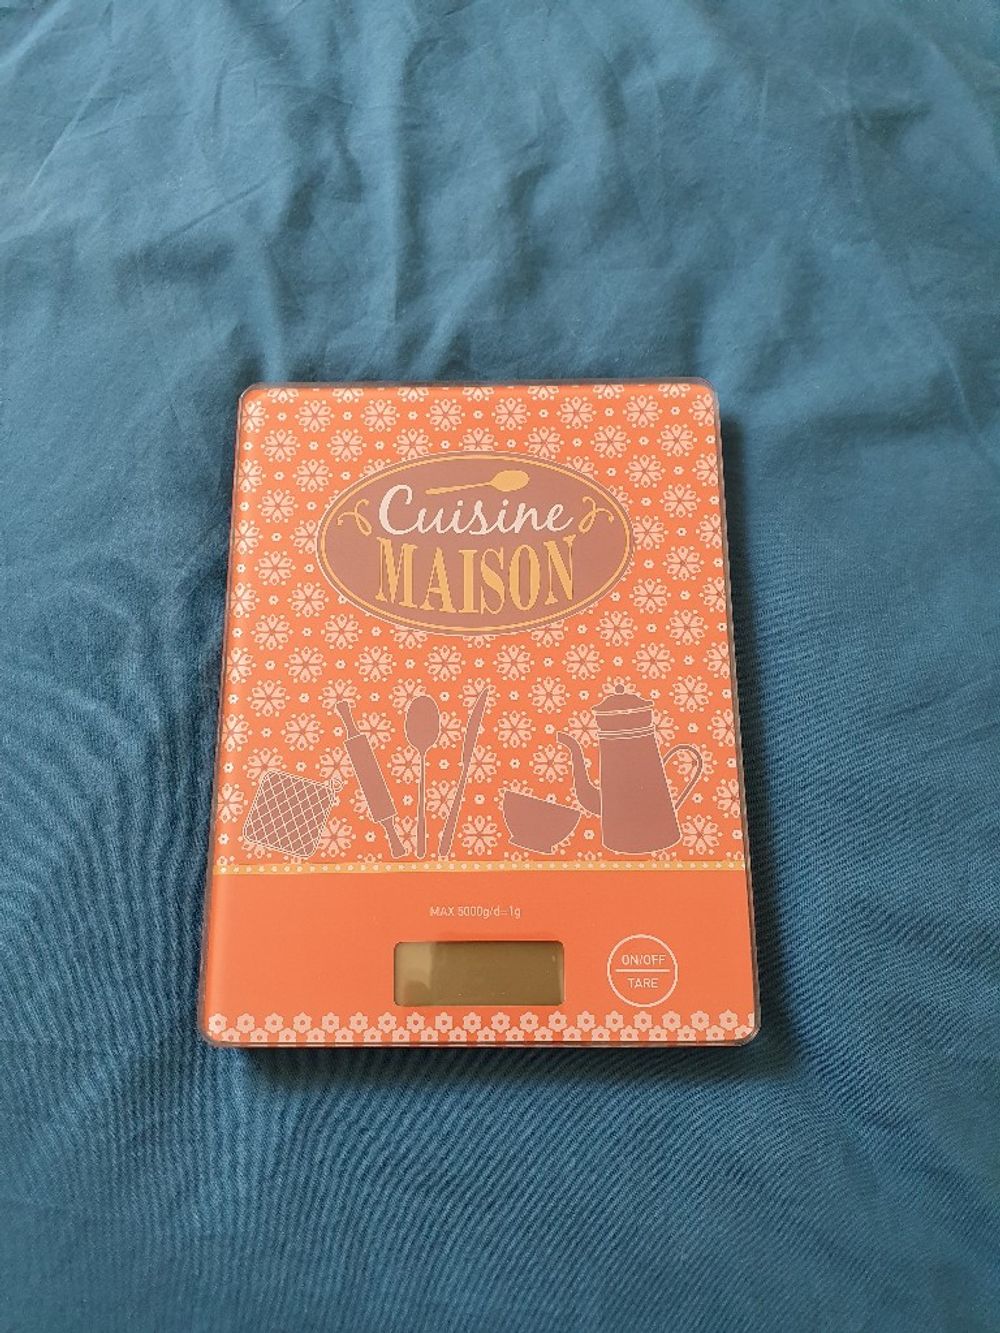 Cuisine
MAISON
MAX 5000g/d=1g
ON/OFF
TARE